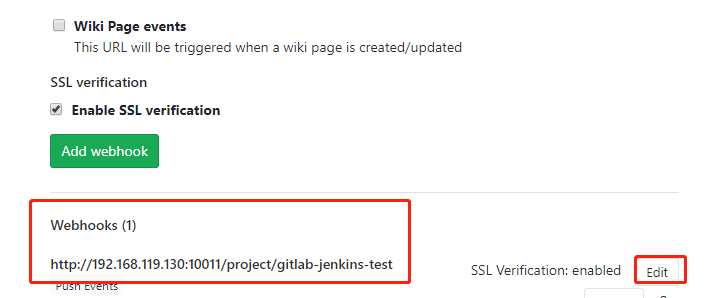 Wiki Page events
This URL will be triggered when a wiki page is created/updated
SSL verification
Enable SSL verification
Add webhook
Webhooks (1)
http://192.168.119.130:10011/project/gitlab-jenkins-test
SSL Verification: enabled Edit
Push Events